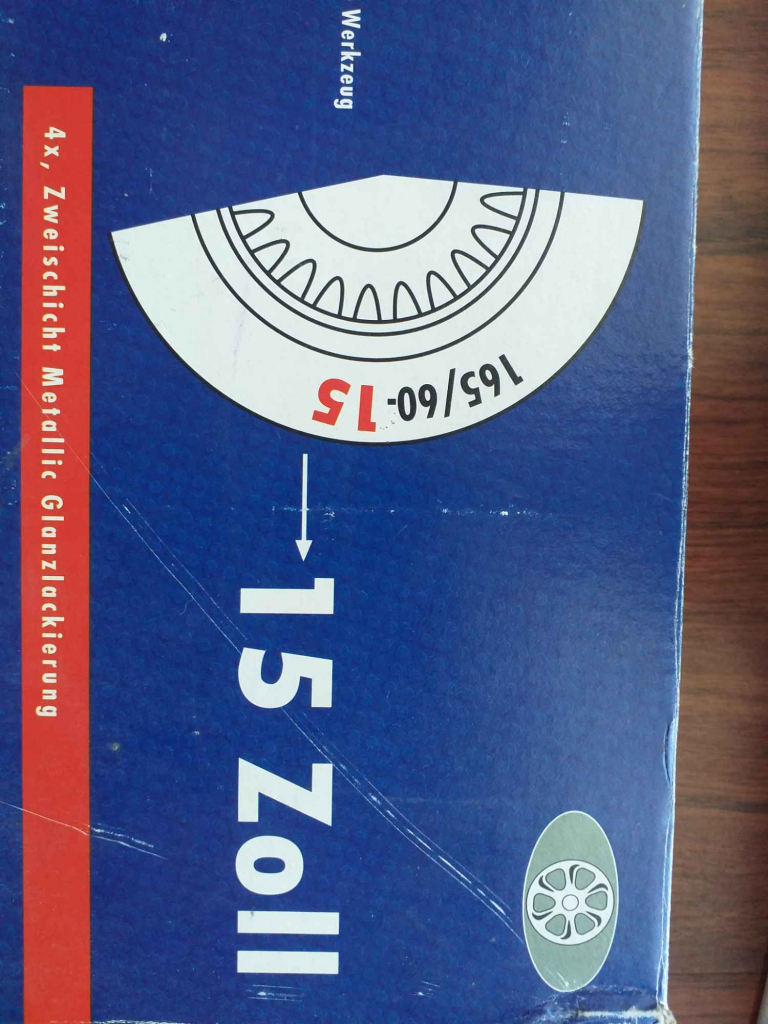 Werkzeug
165/60-15
15 Zoll
4x, Zweischicht Metallic Glanzlackierung